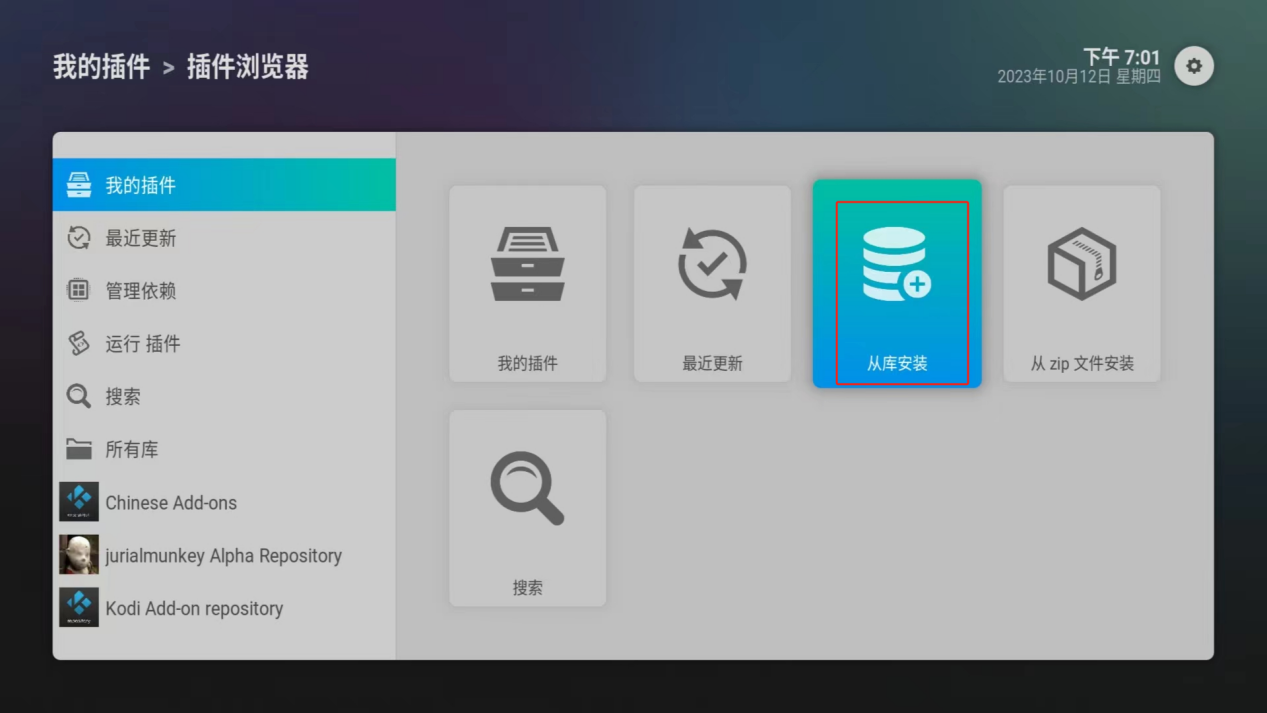 我的插件 > 插件浏览器
下午 7:01
2023年10月12日 星期四
我的插件
最近更新
管理依赖
运行 插件
搜索
所有库
Chinese Add-ons
jurialmunkey Alpha Repository
Kodi Add-on repository
我的插件
最近更新
从库安装
从 zip 文件安装
搜索